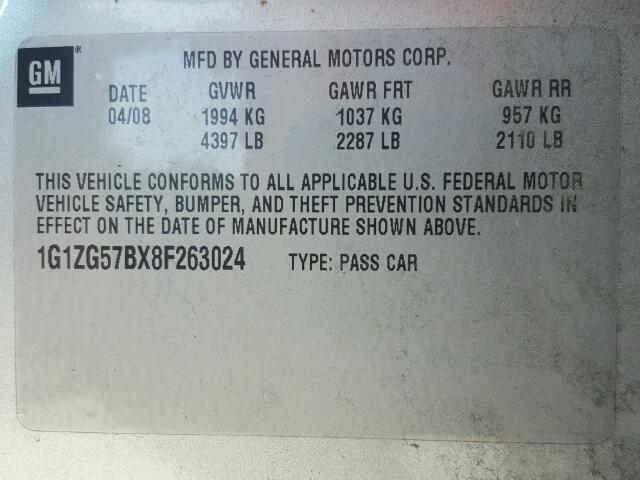 GM ®
MFD BY GENERAL MOTORS CORP.
DATE GVWR GAWR FRT GAWR RR
04/08 1994 KG 1037 KG 957 KG
4397 LB 2287 LB 2110 LB
THIS VEHICLE CONFORMS TO ALL APPLICABLE U.S. FEDERAL MOTOR
VEHICLE SAFETY, BUMPER, AND THEFT PREVENTION STANDARDS IN
EFFECT ON THE DATE OF MANUFACTURE SHOWN ABOVE.
1G1ZG57BX8F263024 TYPE: PASS CAR